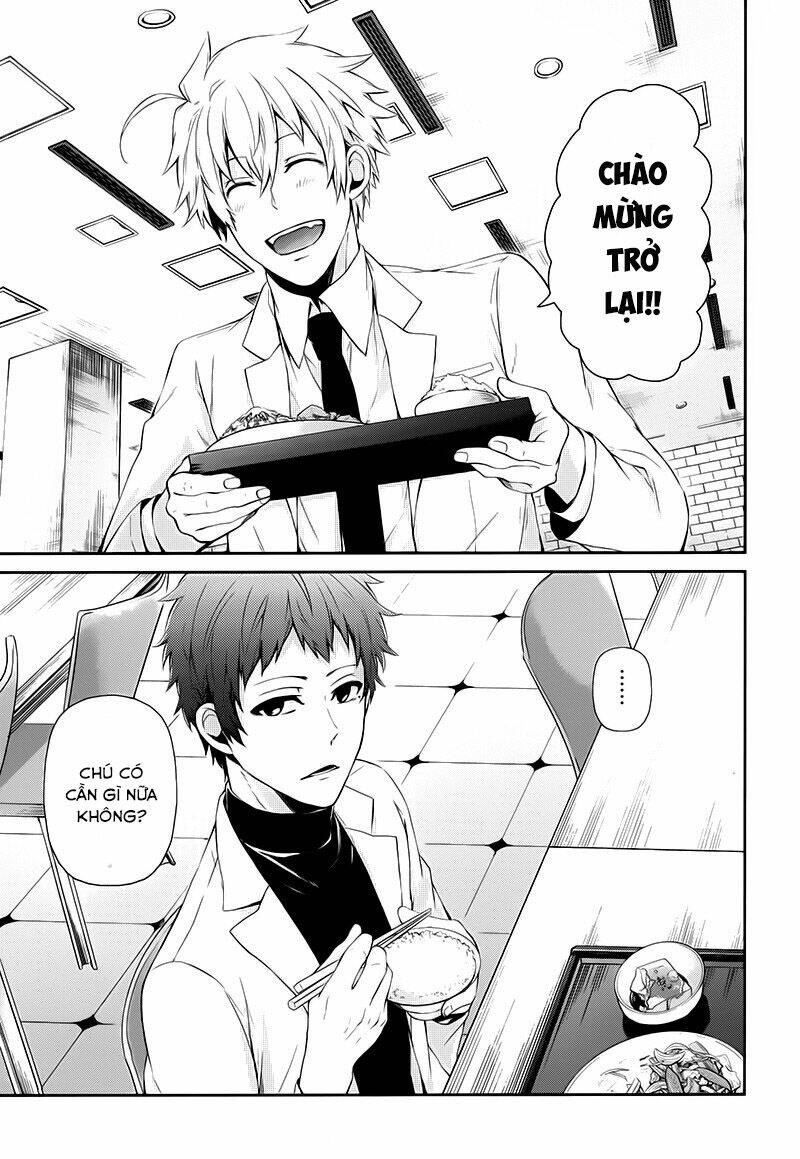 CHÀO
MỪNG
TRỞ
LẠI!!
......
CHÚ CÓ
CẦN GÌ NỮA
KHÔNG?